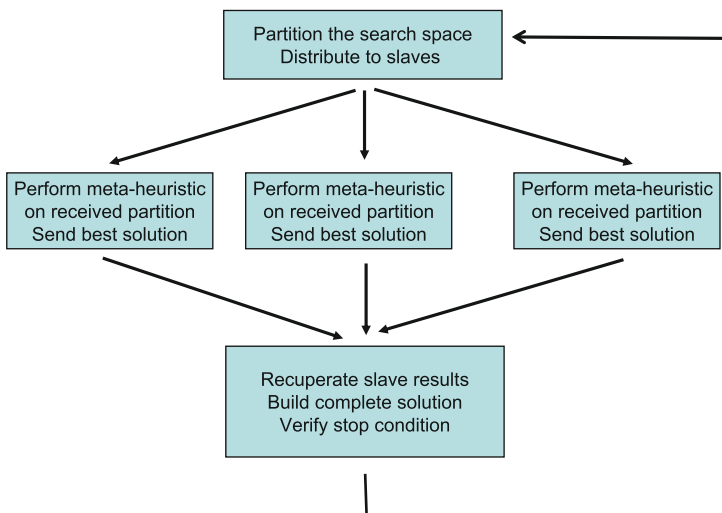 Partition the search space
Distribute to slaves
Perform meta-heuristic
on received partition
Send best solution
Perform meta-heuristic
on received partition
Send best solution
Perform meta-heuristic
on received partition
Send best solution
Recuperate slave results
Build complete solution
Verify stop condition